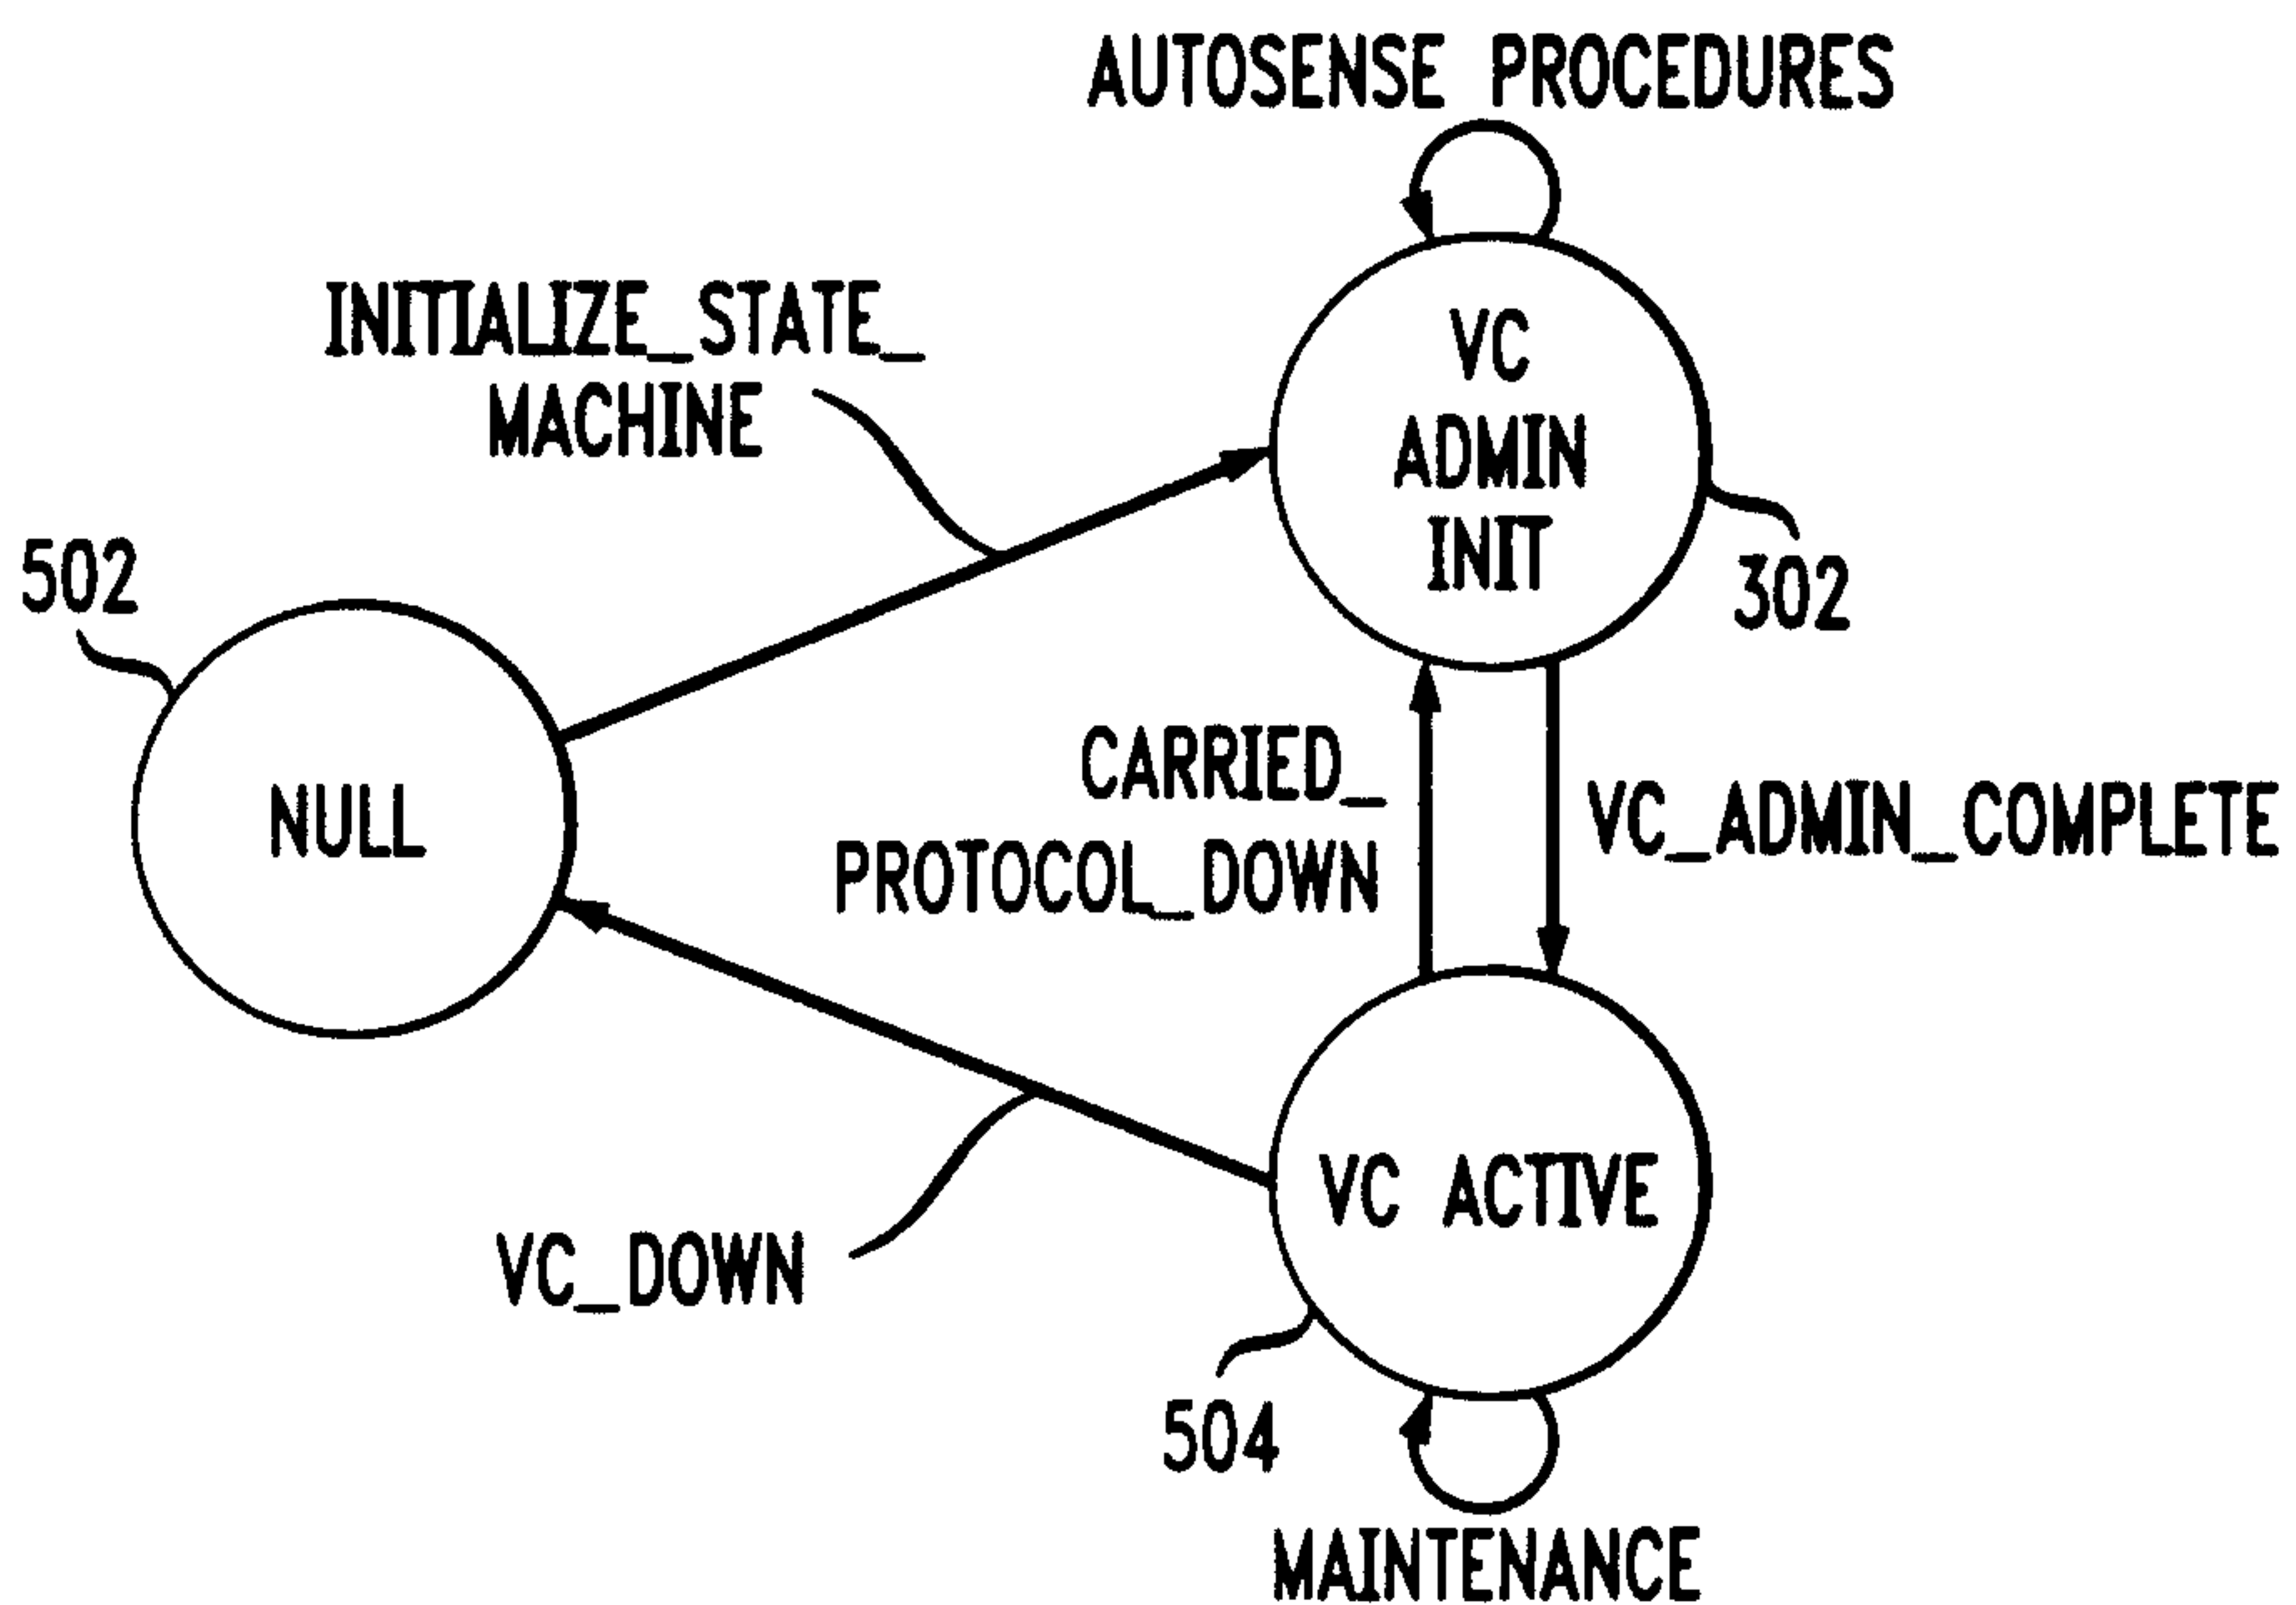 AUTOSENSE PROCEDURES
INITIALIZE_STATE_
MACHINE
VC
ADMIN
INIT
502
302
NULL
CARRIED_
PROTOCOL_DOWN
VC_ADMIN_COMPLETE
VC ACTIVE
VC_DOWN
504
MAINTENANCE